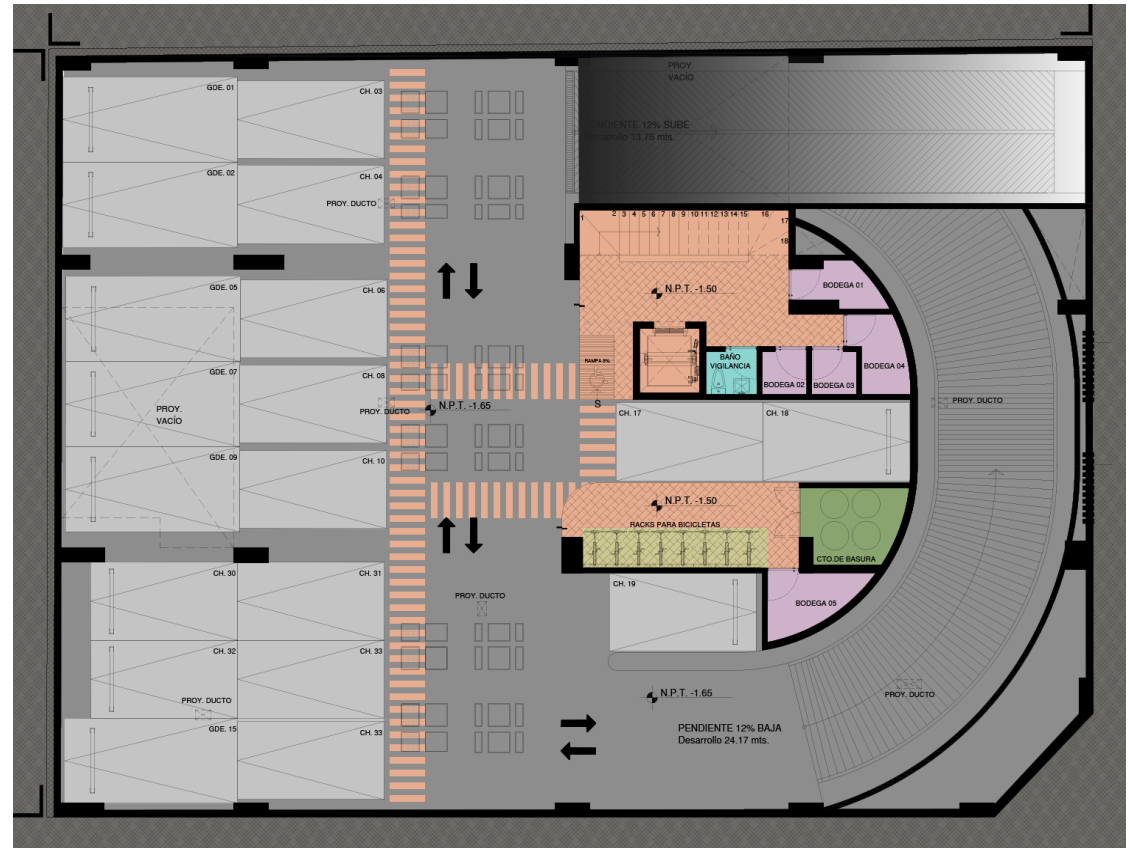 PROY.
VACÍO
GDE. 01
CH. 03
PENDIENTE 12% SUBE
Desarrollo 13.75 mts.
GDE. 02
CH. 04
PROY. DUCTO
1
2 3 4 5 6 7 8 9 10 11 12 13 14 15 16
17
18
GDE. 05
CH. 06
N.P.T. -1.50
BODEGA 01
BAÑO
VIGILANCIA
RAMPA 8%
BODEGA 04
GDE. 07
CH. 08
BODEGA 02
BODEGA 03
PROY.
VACÍO
PROY. DUCTO
N.P.T. -1.65
S
CH. 17
CH. 18
PROY. DUCTO
GDE. 09
CH. 10
N.P.T. -1.50
RACKS PARA BICICLETAS
CTO DE BASURA
CH. 30
CH. 31
CH. 19
PROY. DUCTO
BODEGA 05
CH. 32
CH. 33
PROY. DUCTO
N.P.T. -1.65
PROY. DUCTO
GDE. 15
CH. 33
PENDIENTE 12% BAJA
Desarrollo 24.17 mts.